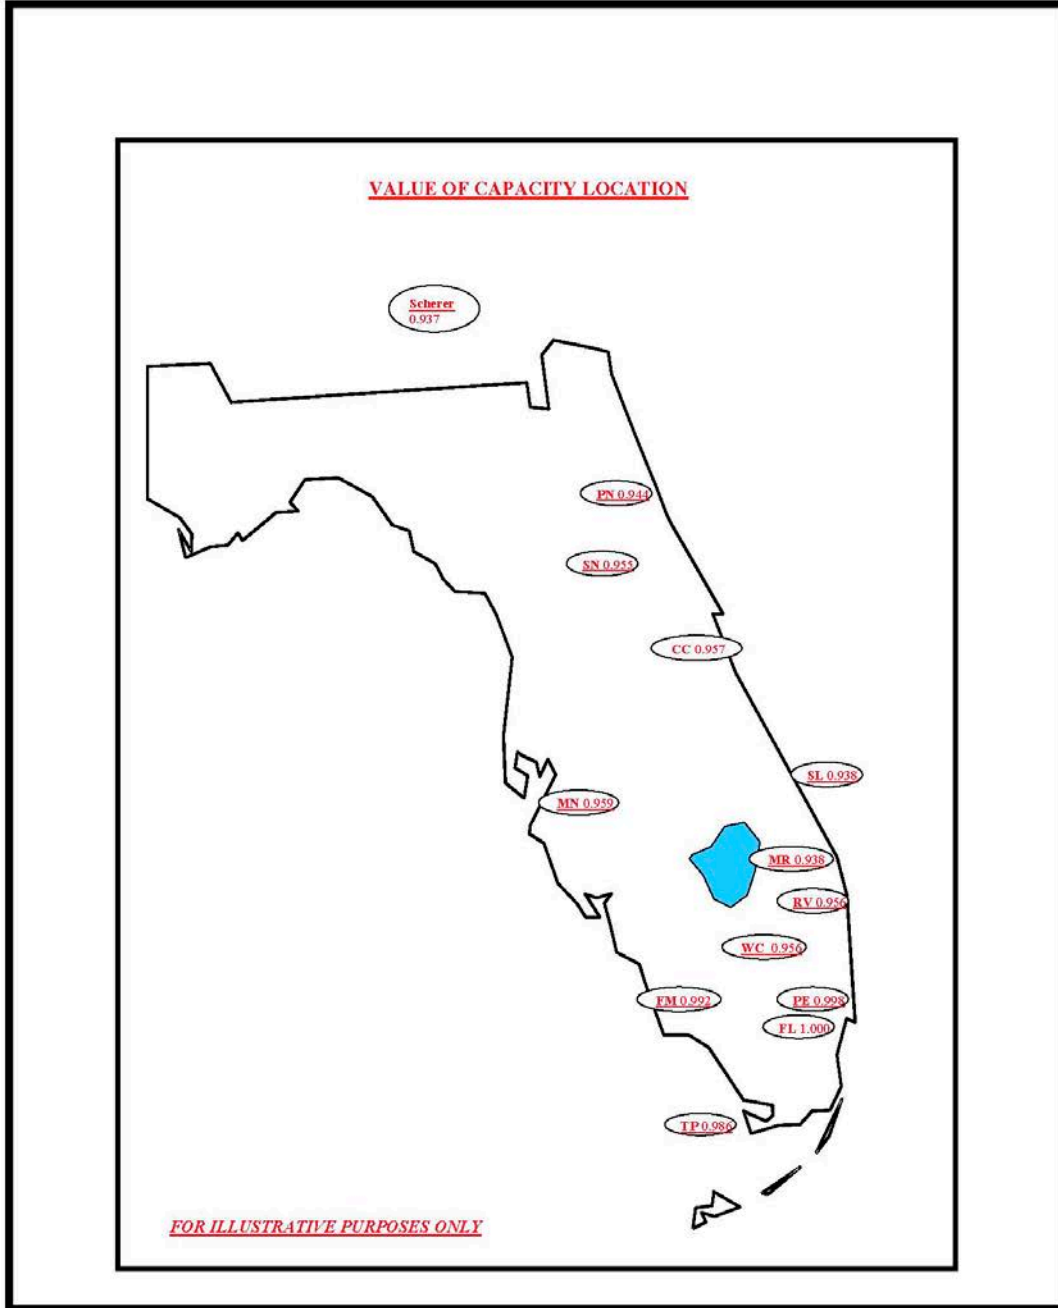 VALUE OF CAPACITY LOCATION
Scherer
0.937
PN 0.944
SN 0.955
CC 0.957
SL 0.938
MN 0.959
MR 0.938
RV 0.956
WC 0.956
FM 0.992
PE 0.998
FL 1.000
TP 0.986
FOR ILLUSTRATIVE PURPOSES ONLY